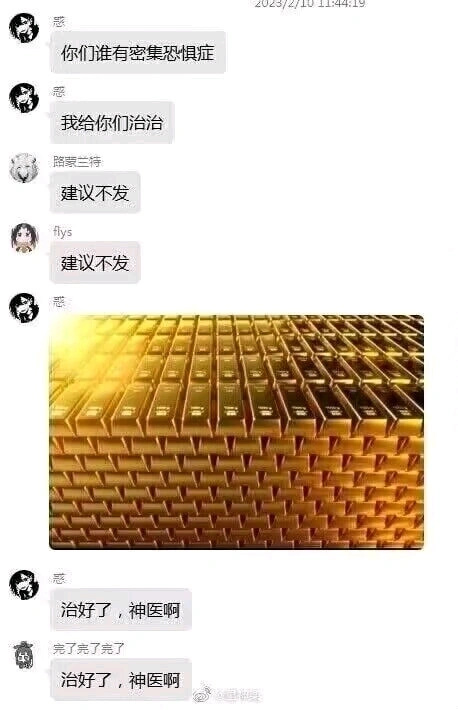 2023/2/10 11:44:19
惑
你们谁有密集恐惧症
惑
我给你们治治
路蒙兰特
建议不发
flys
建议不发
惑
惑
治好了，神医啊
完了完了完了
治好了，神医啊